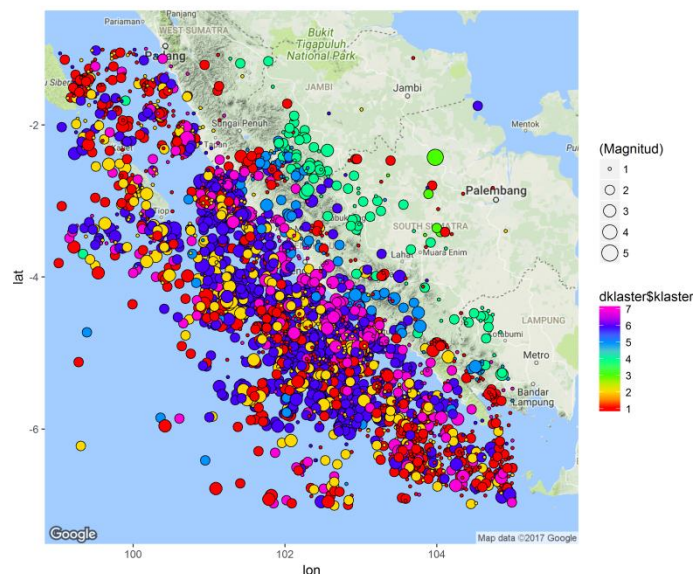 Pariaman
Panjang
WEST SUMATRA
Padang
Bukit
Tigapuluh
National Park
JAMBI
Jambi
Sungai Penuh
Mentok
Tapan
Palembang
SOUTH SUMATRA
Lahat
Muara Enim
LAMPUNG
Metro
Bandar
Lampung
Google
Map data ©2017 Google
-2
-4
-6
lat
100
102
104
lon
(Magnitud)
1
2
3
4
5
dklaster$klaster
7
6
5
4
3
2
1